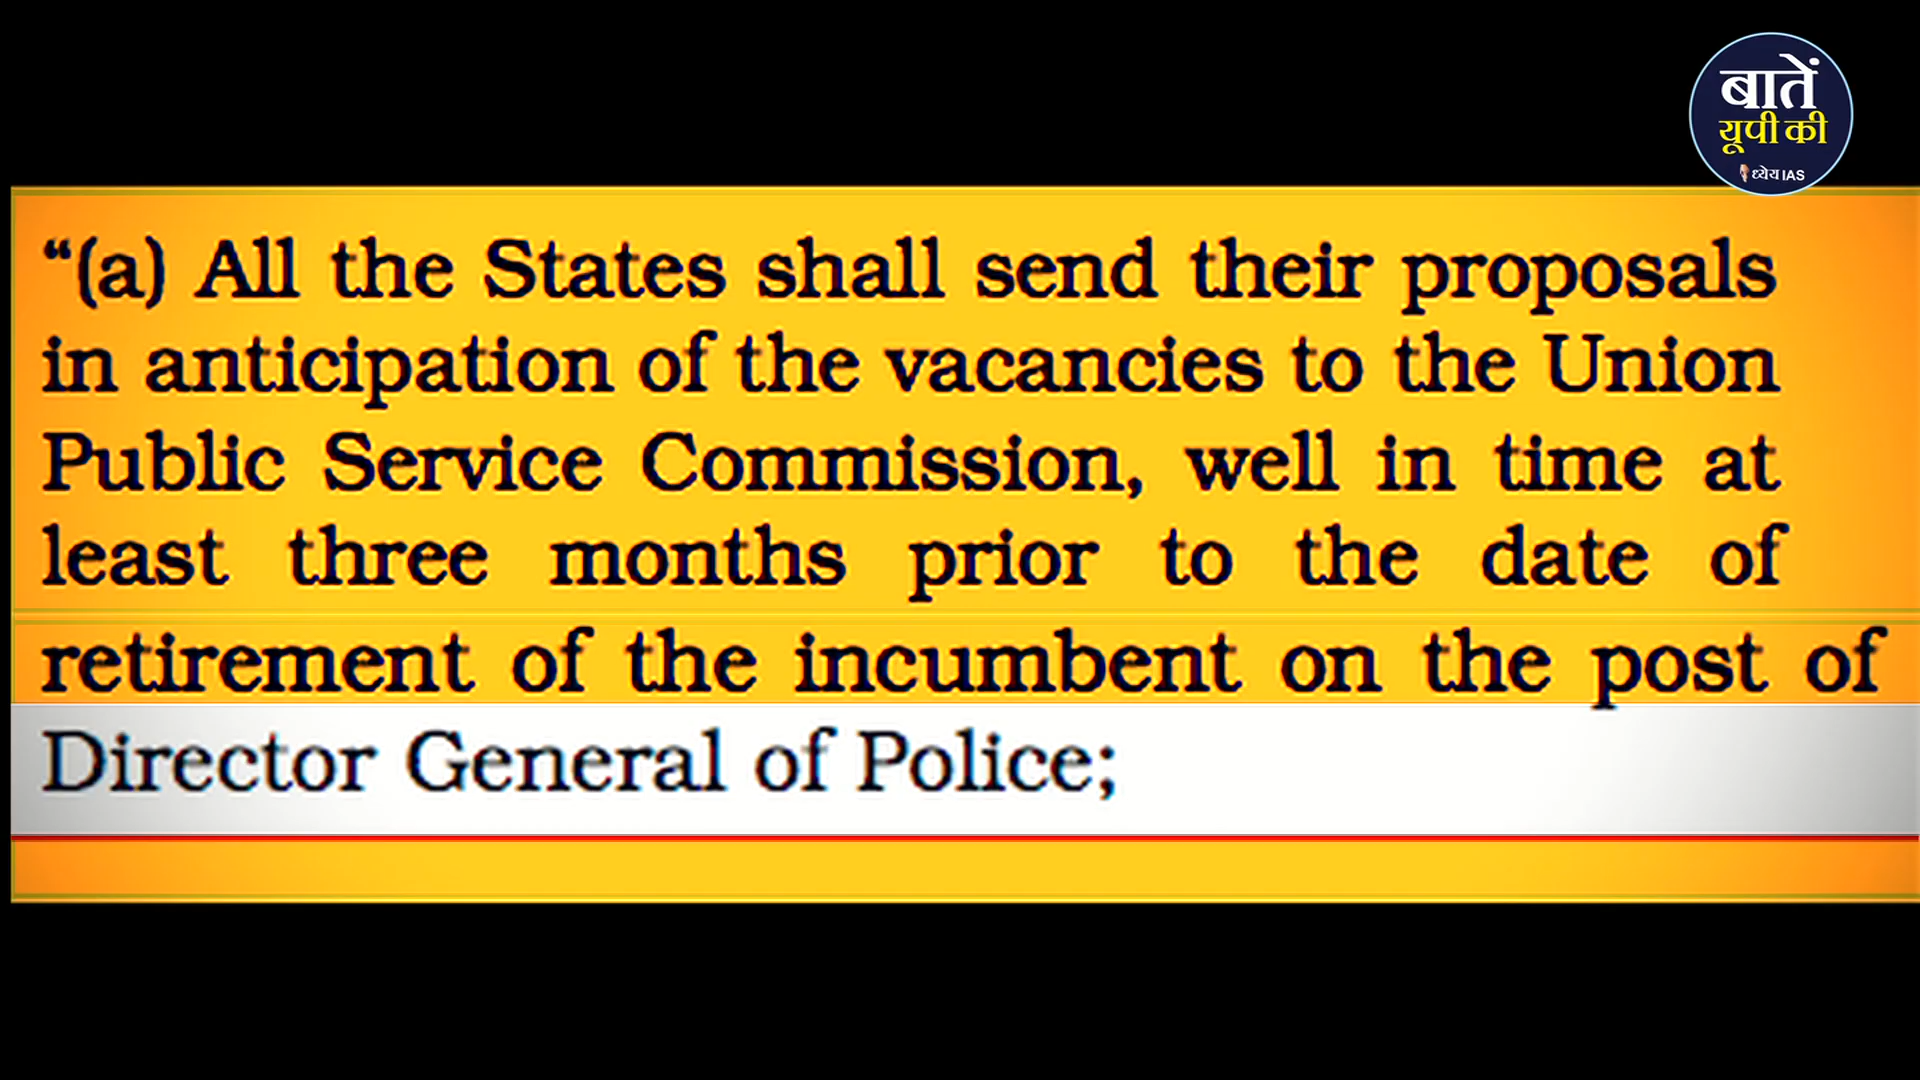 बातें
यूपी की
ध्येय IAS
“(a) All the States shall send their proposals
in anticipation of the vacancies to the Union
Public Service Commission, well in time at
least three months prior to the date of
retirement of the incumbent on the post of
Director General of Police;